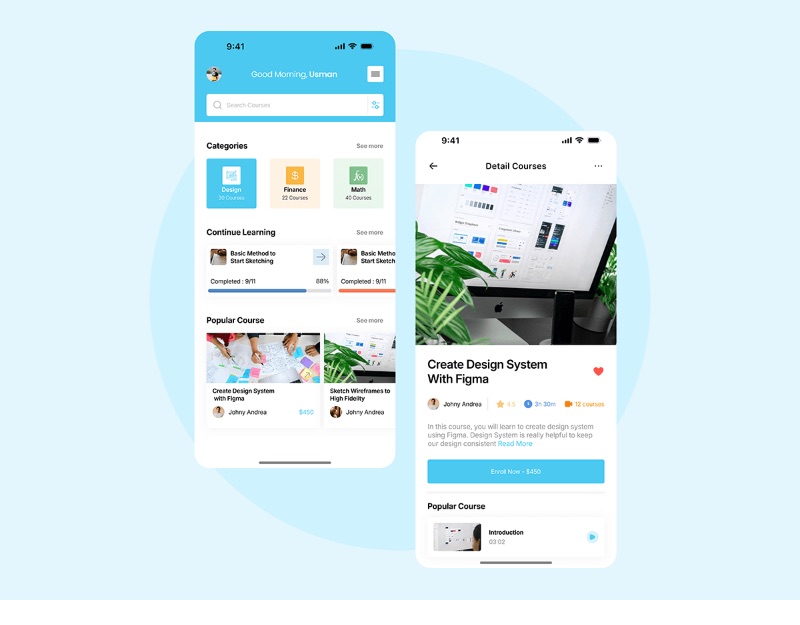 9:41
Good Morning, Usman
Search Courses
Categories
See more
Design
Finance
22 Courses
Math
40 Courses
Continue Learning
See more
Basic Method to
Start Sketching
Completed : 9/11
88%
Basic Metho
Start Sketch
Completed : 9/11
Popular Course
See more
Create Design System
with Figma
Johny Andrea
$450
Sketch Wireframes to
High Fidelity
Johny Andrea
9:41
Detail Courses
Create Design System
With Figma
Johny Andrea
3h 30m
12 courses
In this course, you will learn to create design system
using Figma. Design System is really helpful to keep
our design consistent Read More
Enroll Now - $450
Popular Course
Introduction
03:02